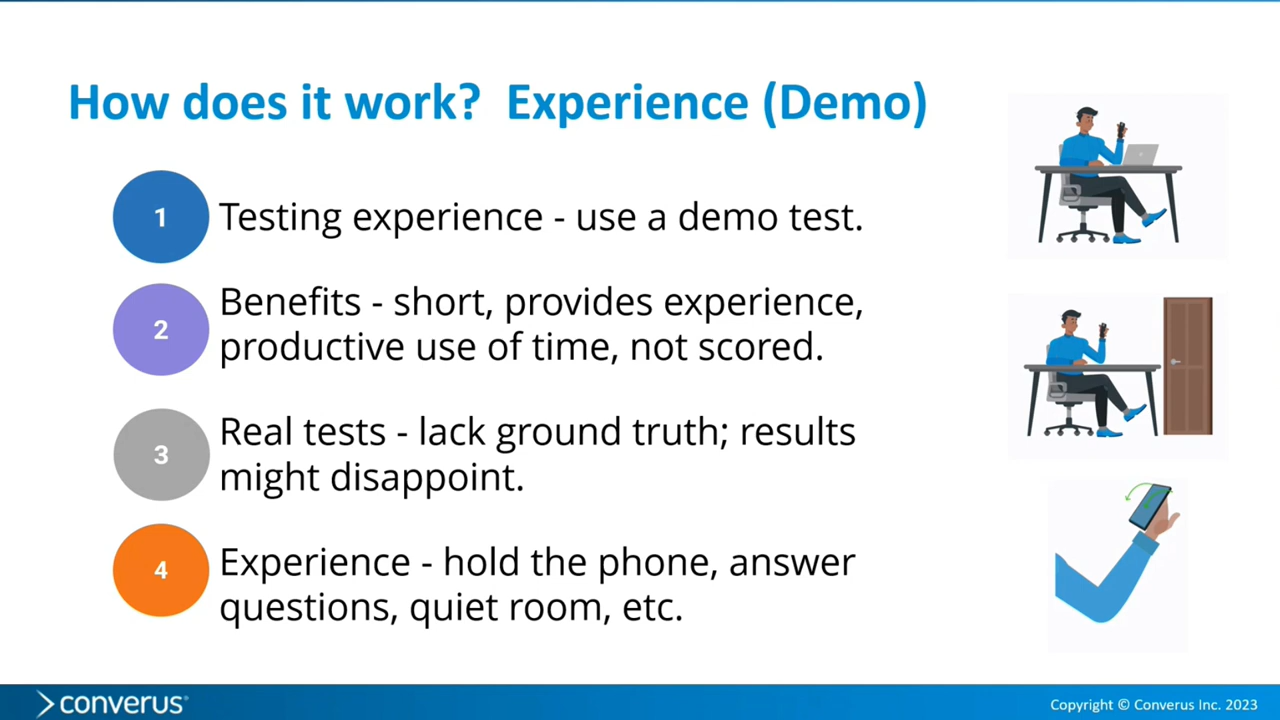 How does it work?  Experience (Demo)
1
Testing experience - use a demo test.
2
Benefits - short, provides experience,
productive use of time, not scored.
3
Real tests - lack ground truth; results
might disappoint.
4
Experience - hold the phone, answer
questions, quiet room, etc.
converus®
Copyright © Converus Inc. 2023